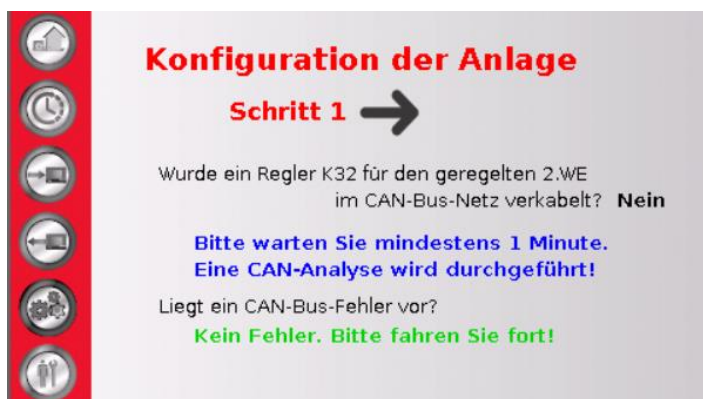 Konfiguration der Anlage
Schritt 1
Wurde ein Regler K32 für den geregelten 2.WE
im CAN-Bus-Netz verkabelt? Nein
Bitte warten Sie mindestens 1 Minute.
Eine CAN-Analyse wird durchgeführt!
Liegt ein CAN-Bus-Fehler vor?
Kein Fehler. Bitte fahren Sie fort!